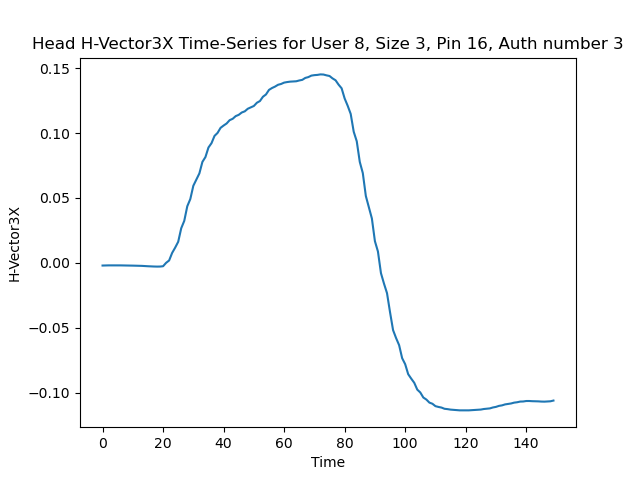 Head H-Vector3X Time-Series for User 8, Size 3, Pin 16, Auth number 3
0.15
0.10
0.05
0.00
−0.05
−0.10
H-Vector3X
0 20 40 60 80 100 120 140
Time